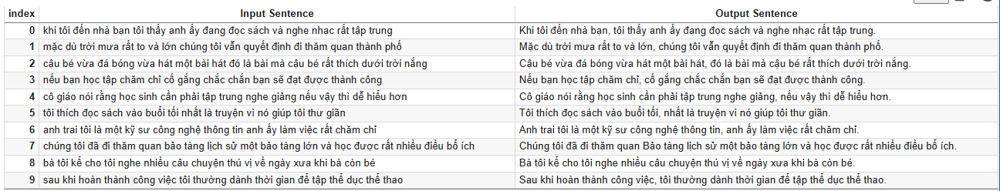 index Input Sentence Output Sentence
0 khi tôi đến nhà bạn tôi thấy anh ấy đang đọc sách và nghe nhạc rất tập trung Khi tôi đến nhà bạn, tôi thấy anh ấy đang đọc sách và nghe nhạc rất tập trung.
1 mặc dù trời mưa rất to và lớn chúng tôi vẫn quyết định đi thăm quan thành phố Mặc dù trời mưa rất to và lớn, chúng tôi vẫn quyết định đi thăm quan thành phố.
2 cậu bé vừa đá bóng vừa hát một bài hát đó là bài mà cậu bé rất thích dưới trời nắng Cậu bé vừa đá bóng vừa hát một bài hát, đó là bài mà cậu bé rất thích dưới trời nắng.
3 nếu bạn học tập chăm chỉ cố gắng chắc chắn bạn sẽ đạt được thành công Nếu bạn học tập chăm chỉ, cố gắng chắc chắn bạn sẽ đạt được thành công.
4 cô giáo nói rằng học sinh cần phải tập trung nghe giảng nếu vậy thì dễ hiểu hơn Cô giáo nói rằng học sinh cần phải tập trung nghe giảng, nếu vậy thì dễ hiểu hơn.
5 tôi thích đọc sách vào buổi tối nhất là truyện vì nó giúp tôi thư giãn Tôi thích đọc sách vào buổi tối, nhất là truyện vì nó giúp tôi thư giãn.
6 anh trai tôi là một kỹ sư công nghệ thông tin anh ấy làm việc rất chăm chỉ Anh trai tôi là một kỹ sư công nghệ thông tin, anh ấy làm việc rất chăm chỉ.
7 chúng tôi đã đi thăm quan bảo tàng lịch sử một bảo tàng lớn và học được rất nhiều điều bổ ích Chúng tôi đã đi thăm quan Bảo tàng lịch sử một bảo tàng lớn và học được rất nhiều điều bổ ích.
8 bà tôi kể cho tôi nghe nhiều câu chuyện thú vị về ngày xưa khi bà còn bé Bà tôi kể cho tôi nghe nhiều câu chuyện thú vị về ngày xưa khi bà còn bé.
9 sau khi hoàn thành công việc tôi thường dành thời gian để tập thể dục thể thao Sau khi hoàn thành công việc, tôi thường dành thời gian để tập thể dục thể thao.